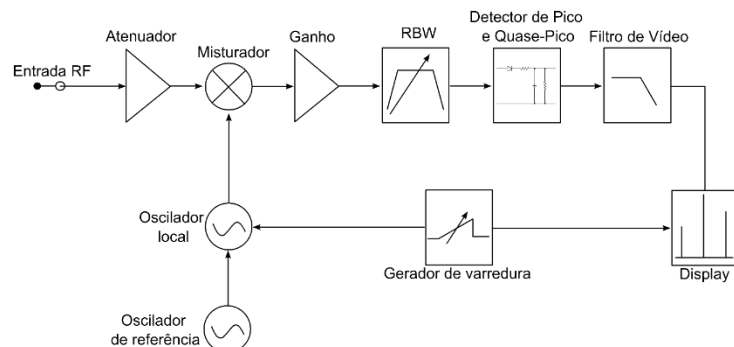 Atenuador
Misturador
Ganho
RBW
Detector de Pico
e Quase-Pico
Filtro de Vídeo
Entrada RF
Oscilador
local
Gerador de varredura
Display
Oscilador
de referência